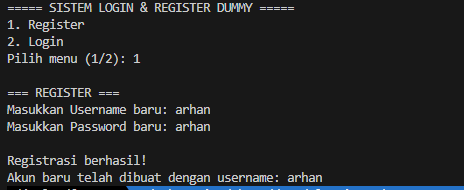 ===== SISTEM LOGIN & REGISTER DUMMY =====
1. Register
2. Login
Pilih menu (1/2): 1
=== REGISTER ===
Masukkan Username baru: arhan
Masukkan Password baru: arhan
Registrasi berhasil!
Akun baru telah dibuat dengan username: arhan